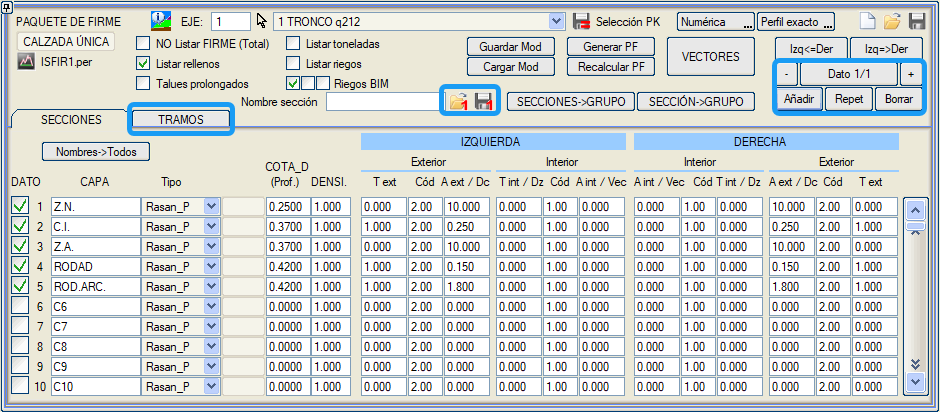 PAQUETE DE FIRME EJE: 1 1 TRONCO q212 Selección PK Numérica ... Perfil exacto ...
CALZADA ÚNICA NO Listar FIRME (Total) Listar toneladas Guardar Mod Generar PF VECTORES Izq<=Der Izq=>Der
ISFIR1.per Listar rellenos Listar riegos Cargar Mod Recalcular PF - Dato 1/1 +
Talues prolongados Riegos BIM
Nombre sección 1 1 SECCIONES->GRUPO SECCIÓN->GRUPO Añadir Repet Borrar
SECCIONES TRAMOS
Nombres->Todos IZQUIERDA DERECHA
COTA_D Exterior Interior Interior Exterior
DATO CAPA Tipo (Prof.) DENSI. T ext Cód A ext / Dc T int / Dz Cód A int / Vec A int / Vec Cód T int / Dz A ext / Dc Cód T ext
1 Z.N. Rasan_P 0.2500 1.000 0.000 2.00 10.000 0.000 1.00 0.000 0.000 1.00 0.000 10.000 2.00 0.000
2 C.I. Rasan_P 0.3700 1.000 1.000 2.00 0.250 0.000 1.00 0.000 0.000 1.00 0.000 0.250 2.00 1.000
3 Z.A. Rasan_P 0.3700 1.000 0.000 2.00 10.000 0.000 1.00 0.000 0.000 1.00 0.000 10.000 2.00 0.000
4 RODAD Rasan_P 0.4200 1.000 1.000 2.00 0.150 0.000 1.00 0.000 0.000 1.00 0.000 0.150 2.00 1.000
5 ROD.ARC. Rasan_P 0.4200 1.000 1.000 2.00 1.800 0.000 1.00 0.000 0.000 1.00 0.000 1.800 2.00 1.000
6 C6 Rasan_P 0.0000 1.000 0.000 2.00 0.000 0.000 1.00 0.000 0.000 1.00 0.000 0.000 2.00 0.000
7 C7 Rasan_P 0.0000 1.000 0.000 2.00 0.000 0.000 1.00 0.000 0.000 1.00 0.000 0.000 2.00 0.000
8 C8 Rasan_P 0.0000 1.000 0.000 2.00 0.000 0.000 1.00 0.000 0.000 1.00 0.000 0.000 2.00 0.000
9 C9 Rasan_P 0.0000 1.000 0.000 2.00 0.000 0.000 1.00 0.000 0.000 1.00 0.000 0.000 2.00 0.000
10 C10 Rasan_P 0.0000 1.000 0.000 2.00 0.000 0.000 1.00 0.000 0.000 1.00 0.000 0.000 2.00 0.000